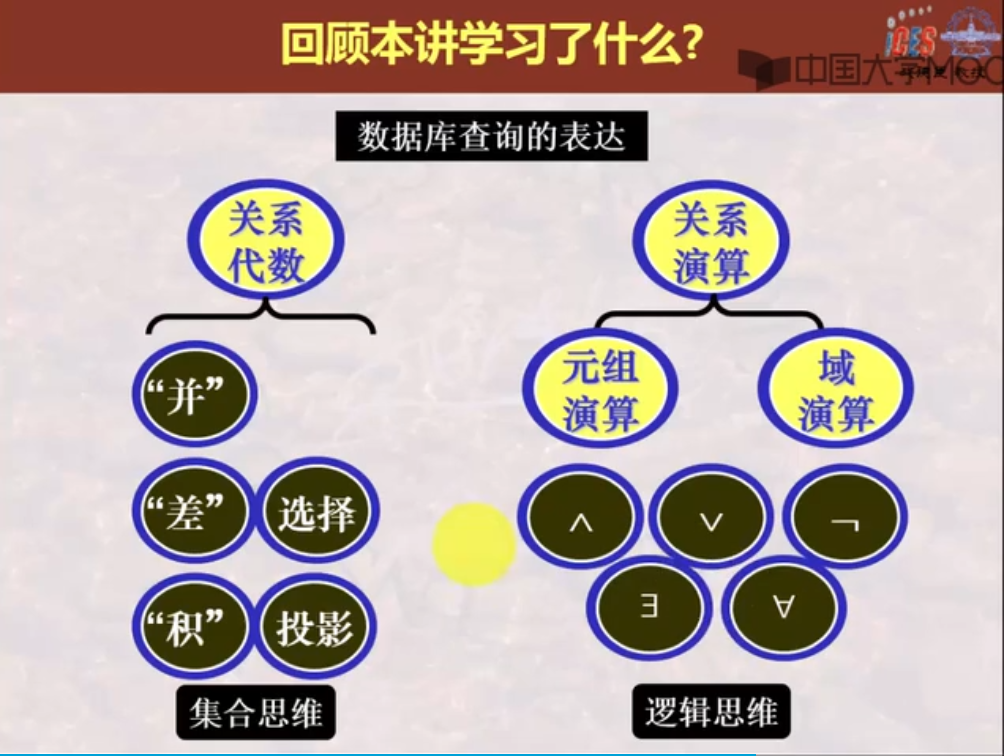 回顾本讲学习了什么?
ICES
中国大学MOO
数据库查询的表达
关系
代数
关系
演算
元组
演算
域
演算
“并”
“差” 选择
∧ ∨ ¬
“积” 投影
∃ ∀
集合思维
逻辑思维